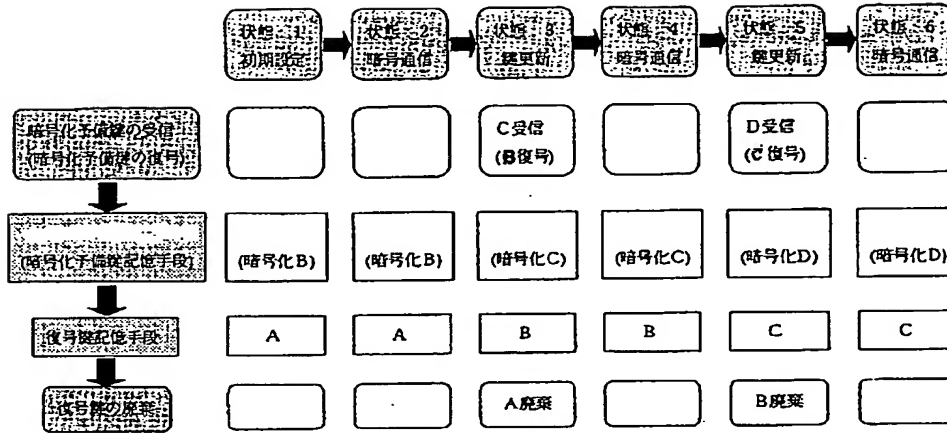 状態 1
初期設定
状態 2
暗号通信
状態 3
鍵更新
状態 4
暗号通信
状態 5
鍵更新
状態 6
暗号通信
暗号化予備鍵の受信
(暗号化予備鍵の復号)
C受信
(B復号)
D受信
(C復号)
(暗号化予備鍵記憶手段)
(暗号化B)
(暗号化B)
(暗号化C)
(暗号化C)
(暗号化D)
(暗号化D)
復号鍵記憶手段
A
A
B
B
C
C
復号鍵の廃棄
A廃棄
B廃棄